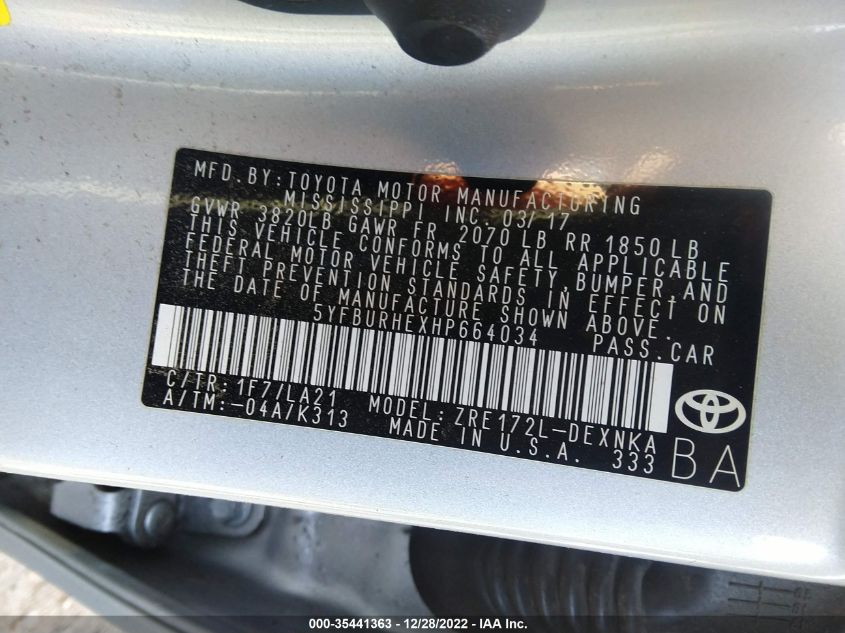 MFD. BY: TOYOTA MOTOR MANUFACTURING
MISSISSIPPI INC. 03/17
GVWR 3820LB GAWR FR 2070 LB RR 1850 LB
THIS VEHICLE CONFORMS TO ALL APPLICABLE
FEDERAL MOTOR VEHICLE SAFETY, BUMPER, AND
THEFT PREVENTION STANDARDS IN EFFECT ON
THE DATE OF MANUFACTURE SHOWN ABOVE.
5YFBURHEXHP664034 PASS.CAR
C/TR: 1F7/LA21 MODEL: ZRE172L-DEXNKA
A/TM: -04A/K313 MADE IN U.S.A. 333
BA
000-35441363 - 12/28/2022 - IAA Inc.